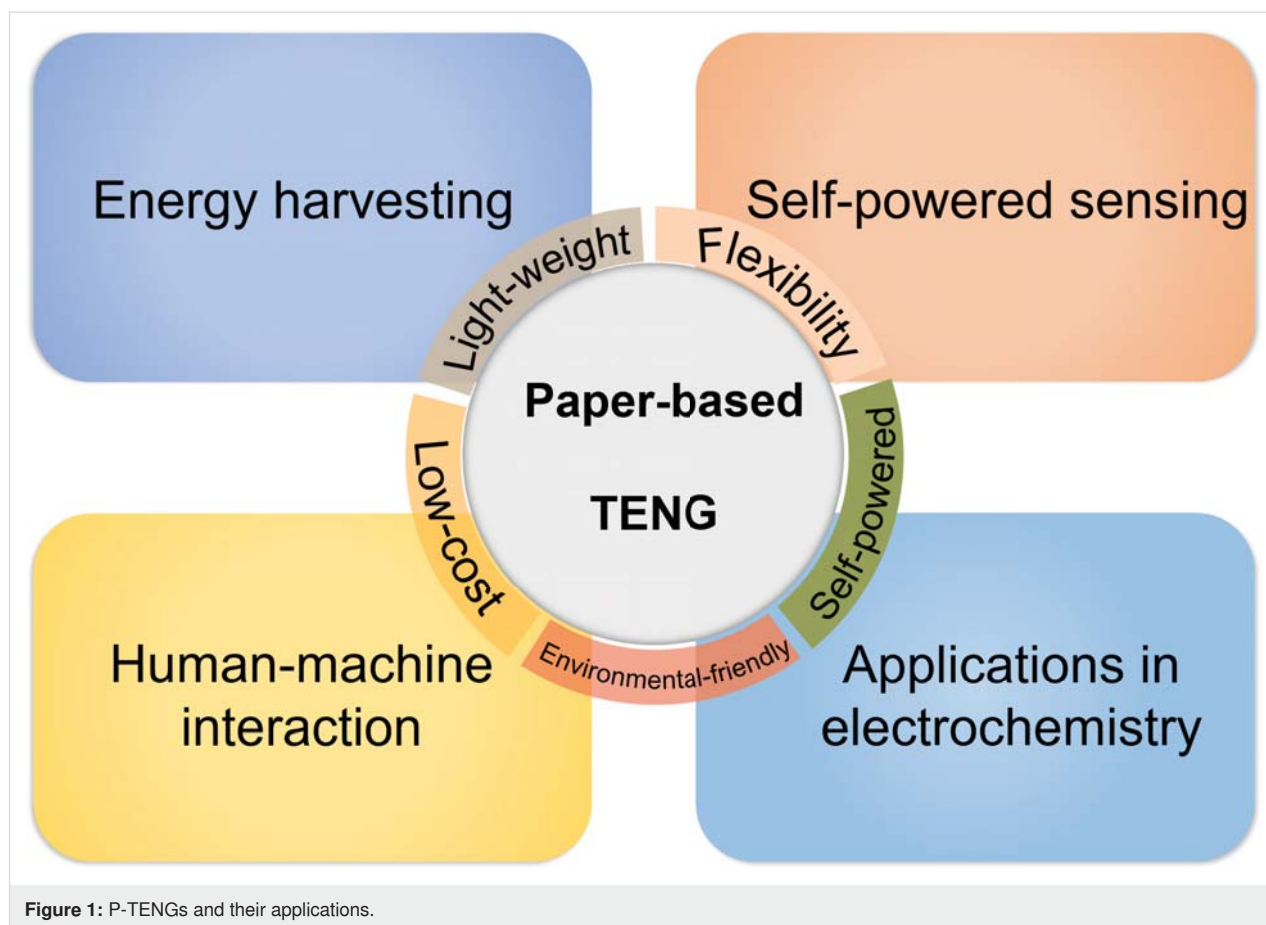 Energy harvesting
Self-powered sensing
Light-weight
Flexibility
Paper-based
TENG
Low-cost
Self-powered
Environmental-friendly
Human-machine
interaction
Applications in
electrochemistry
Figure 1: P-TENGs and their applications.